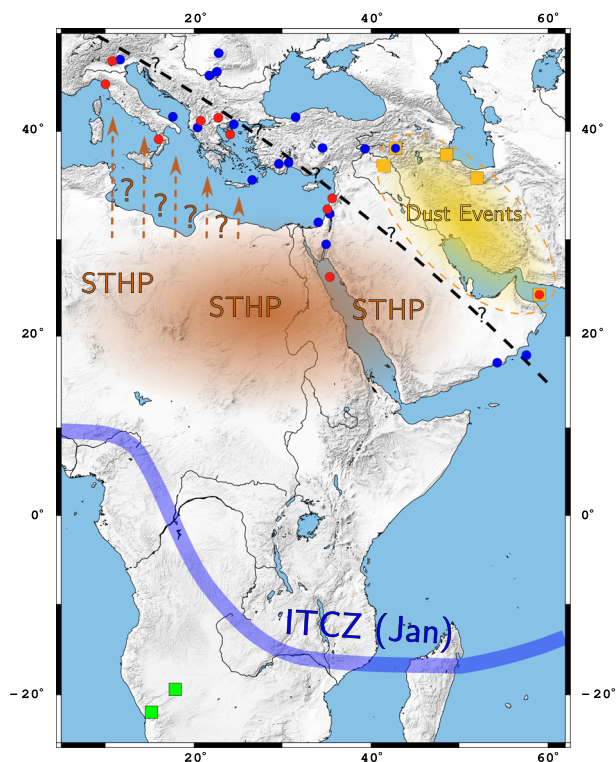 20° 40° 60°
?
40° ? 40°
?
? ? ? ? Dust Events
?
STHP STHP STHP
20° ? 20°
0° 0°
ITCZ (Jan)
−20° −20°
20° 40° 60°